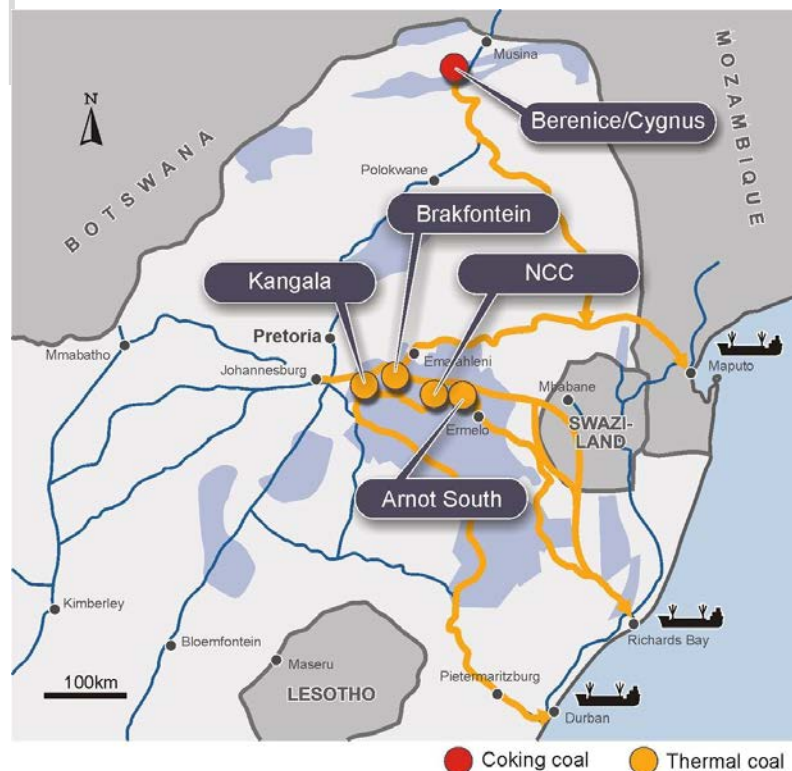 Musina
MOZAMBIQUE
Berenice/Cygnus
N
BOTSWANA
Polokwane
Brakfontein
Kangala
NCC
Pretoria
Emalahleni
Mmabatho
Johannesburg
Maputo
Mbabane
SWAZI-
LAND
Ermelo
Arnot South
Kimberley
Richards Bay
Bloemfontein
Maseru
Pietermaritzburg
100km
LESOTHO
Durban
Coking coal
Thermal coal